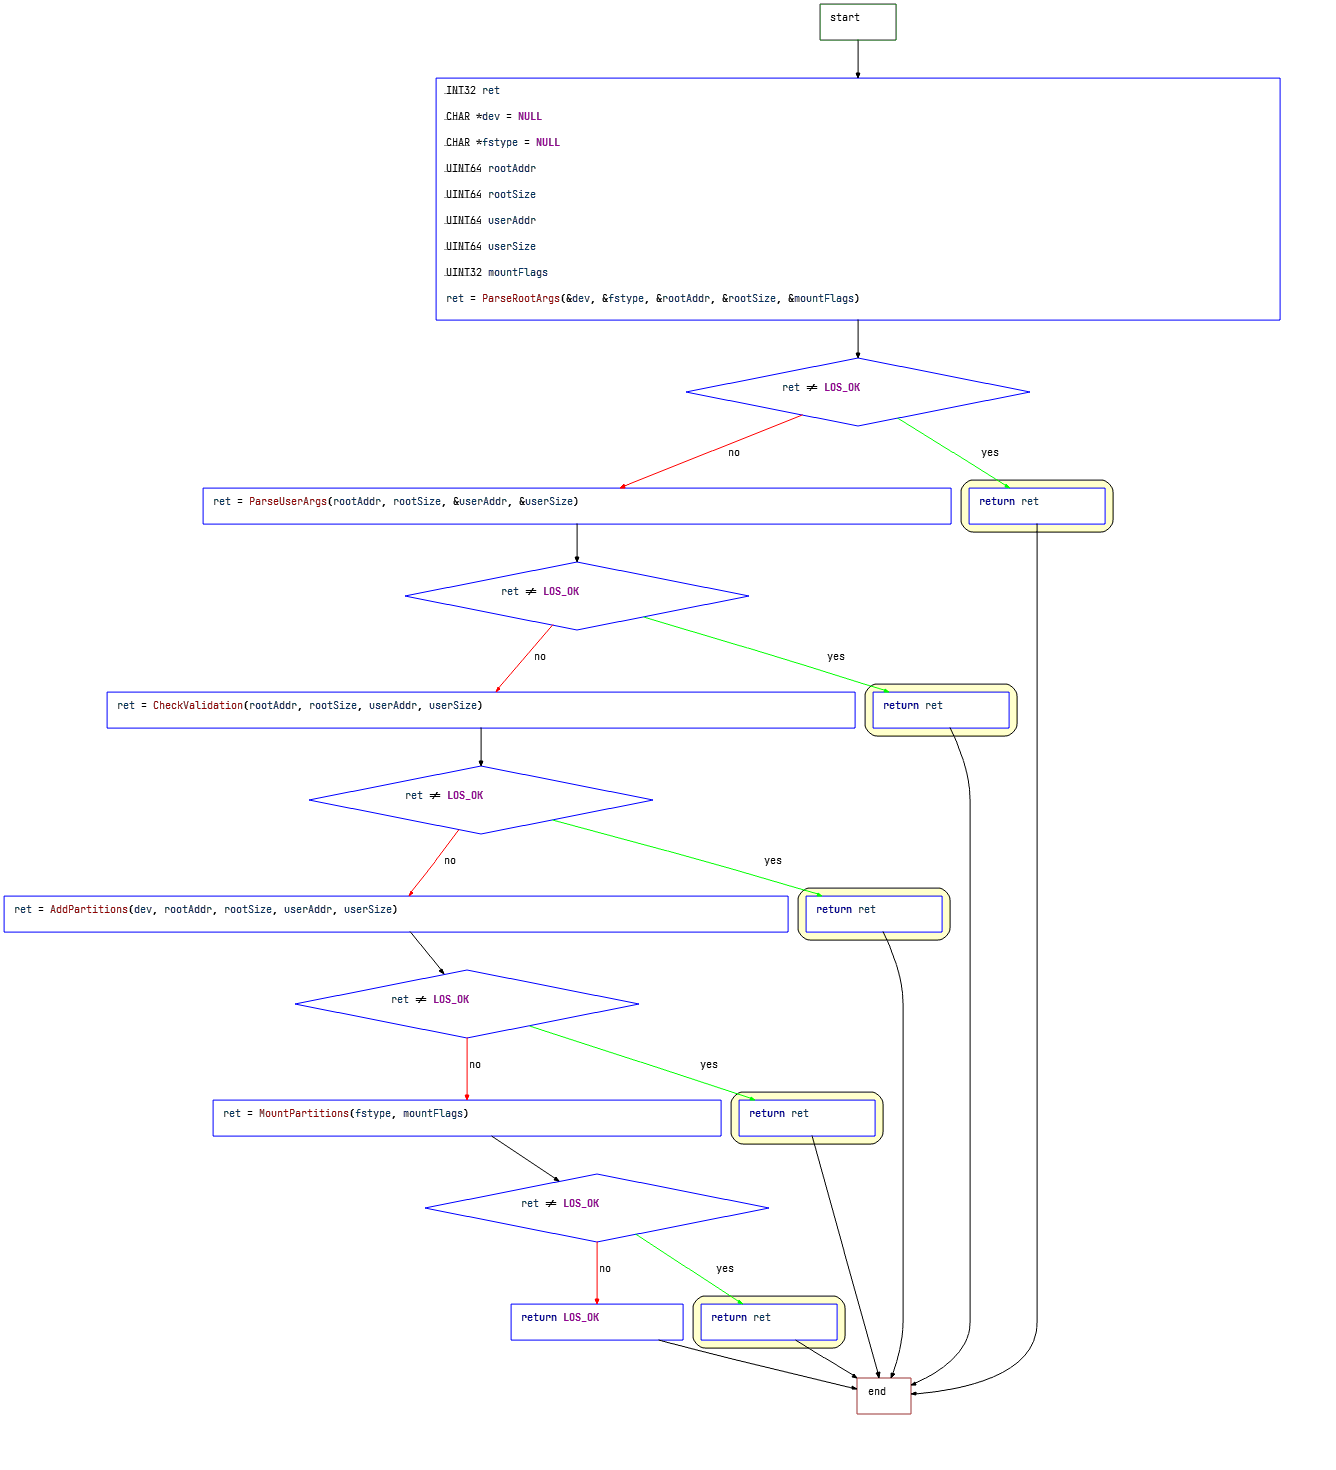 start
INT32 ret
CHAR *dev = NULL
CHAR *fstype = NULL
UINT64 rootAddr
UINT64 rootSize
UINT64 userAddr
UINT64 userSize
UINT32 mountFlags
ret = ParseRootArgs(&dev, &fstype, &rootAddr, &rootSize, &mountFlags)
ret ≠ LOS_OK
no
yes
ret = ParseUserArgs(rootAddr, rootSize, &userAddr, &userSize)
return ret
ret ≠ LOS_OK
no
yes
ret = CheckValidation(rootAddr, rootSize, userAddr, userSize)
return ret
ret ≠ LOS_OK
no
yes
ret = AddPartitions(dev, rootAddr, rootSize, userAddr, userSize)
return ret
ret ≠ LOS_OK
no
yes
ret = MountPartitions(fstype, mountFlags)
return ret
ret ≠ LOS_OK
no
yes
return LOS_OK
return ret
end